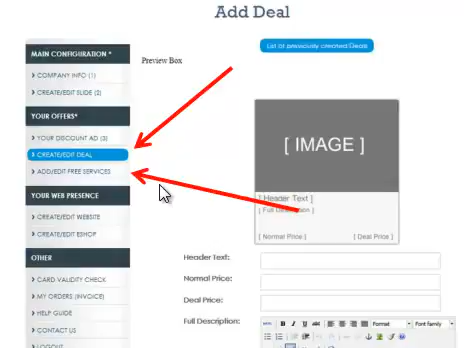 Add Deal
List of previously created Deals
MAIN CONFIGURATION *
COMPANY INFO (1)
CREATE/EDIT SLIDE (2)
YOUR OFFERS*
YOUR DISCOUNT AD (3)
CREATE/EDIT DEAL
ADD/EDIT FREE SERVICES
YOUR WEB PRESENCE
CREATE/EDIT WEBSITE
CREATE/EDIT ESHOP
OTHER
CARD VALIDITY CHECK
MY ORDERS (INVOICE)
HELP GUIDE
CONTACT US
LOGOUT
Preview Box
[ IMAGE ]
[ Header Text ]
[ Full Description ]
[ Normal Price ] [ Deal Price ]
Header Text:
Normal Price:
Deal Price:
Full Description:
HTML B I U ABC Format Font family